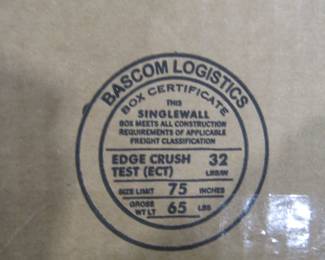 BASCOM LOGISTICS
BOX CERTIFICATE
THIS
SINGLEWALL
BOX MEETS ALL CONSTRUCTION
REQUIREMENTS OF APPLICABLE
FREIGHT CLASSIFICATION
EDGE CRUSH 32
TEST (ECT) LBS/IN
SIZE LIMIT 75 INCHES
GROSS
WT LT 65 LBS